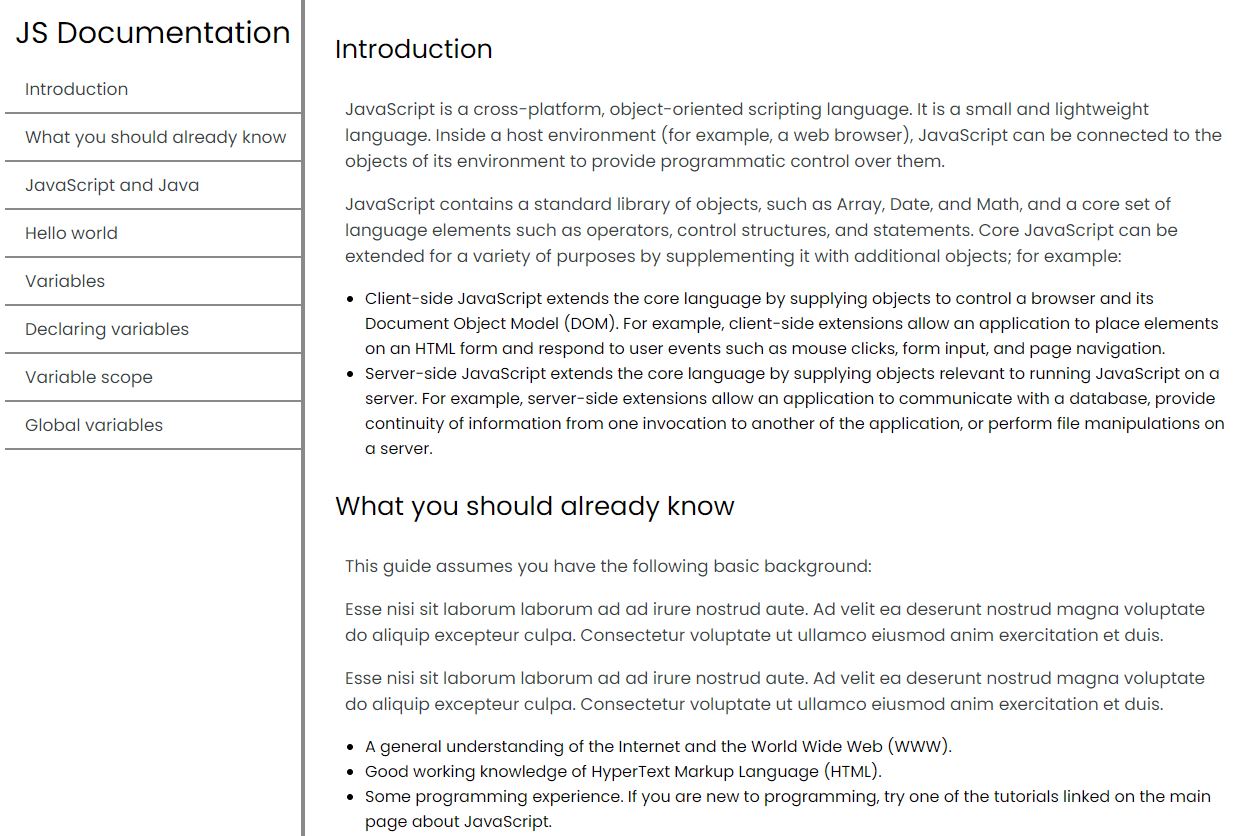 JS Documentation
Introduction
What you should already know
JavaScript and Java
Hello world
Variables
Declaring variables
Variable scope
Global variables
Introduction
JavaScript is a cross-platform, object-oriented scripting language. It is a small and lightweight
language. Inside a host environment (for example, a web browser), JavaScript can be connected to the
objects of its environment to provide programmatic control over them.
JavaScript contains a standard library of objects, such as Array, Date, and Math, and a core set of
language elements such as operators, control structures, and statements. Core JavaScript can be
extended for a variety of purposes by supplementing it with additional objects; for example:
• Client-side JavaScript extends the core language by supplying objects to control a browser and its
Document Object Model (DOM). For example, client-side extensions allow an application to place elements
on an HTML form and respond to user events such as mouse clicks, form input, and page navigation.
• Server-side JavaScript extends the core language by supplying objects relevant to running JavaScript on a
server. For example, server-side extensions allow an application to communicate with a database, provide
continuity of information from one invocation to another of the application, or perform file manipulations on
a server.
What you should already know
This guide assumes you have the following basic background:
Esse nisi sit laborum laborum ad ad irure nostrud aute. Ad velit ea deserunt nostrud magna voluptate
do aliquip excepteur culpa. Consectetur voluptate ut ullamco eiusmod anim exercitation et duis.
Esse nisi sit laborum laborum ad ad irure nostrud aute. Ad velit ea deserunt nostrud magna voluptate
do aliquip excepteur culpa. Consectetur voluptate ut ullamco eiusmod anim exercitation et duis.
• A general understanding of the Internet and the World Wide Web (WWW).
• Good working knowledge of HyperText Markup Language (HTML).
• Some programming experience. If you are new to programming, try one of the tutorials linked on the main
page about JavaScript.